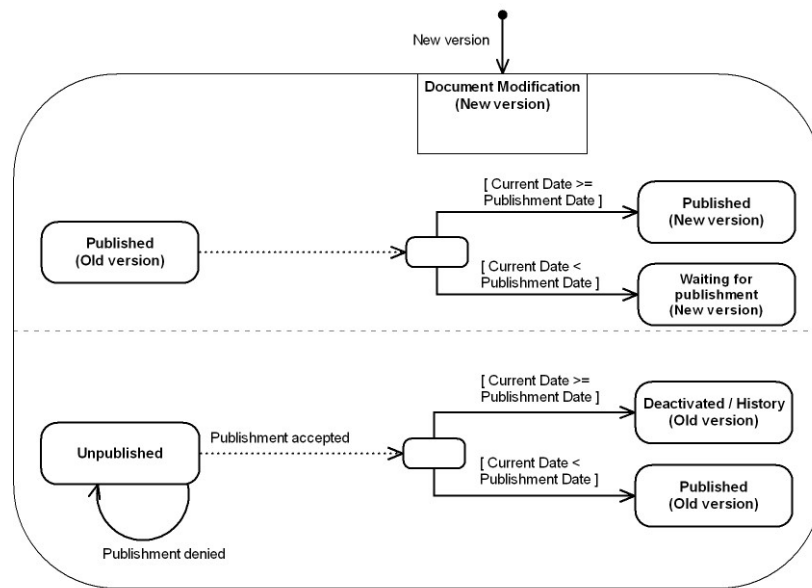 New version
Document Modification
(New version)
[ Current Date >=
Publishment Date ]
Published
(New version)
Published
(Old version)
[ Current Date <
Publishment Date ]
Waiting for
publishment
(New version)
[ Current Date >=
Publishment Date ]
Deactivated / History
(Old version)
Unpublished
Publishment accepted
[ Current Date <
Publishment Date ]
Published
(Old version)
Publishment denied